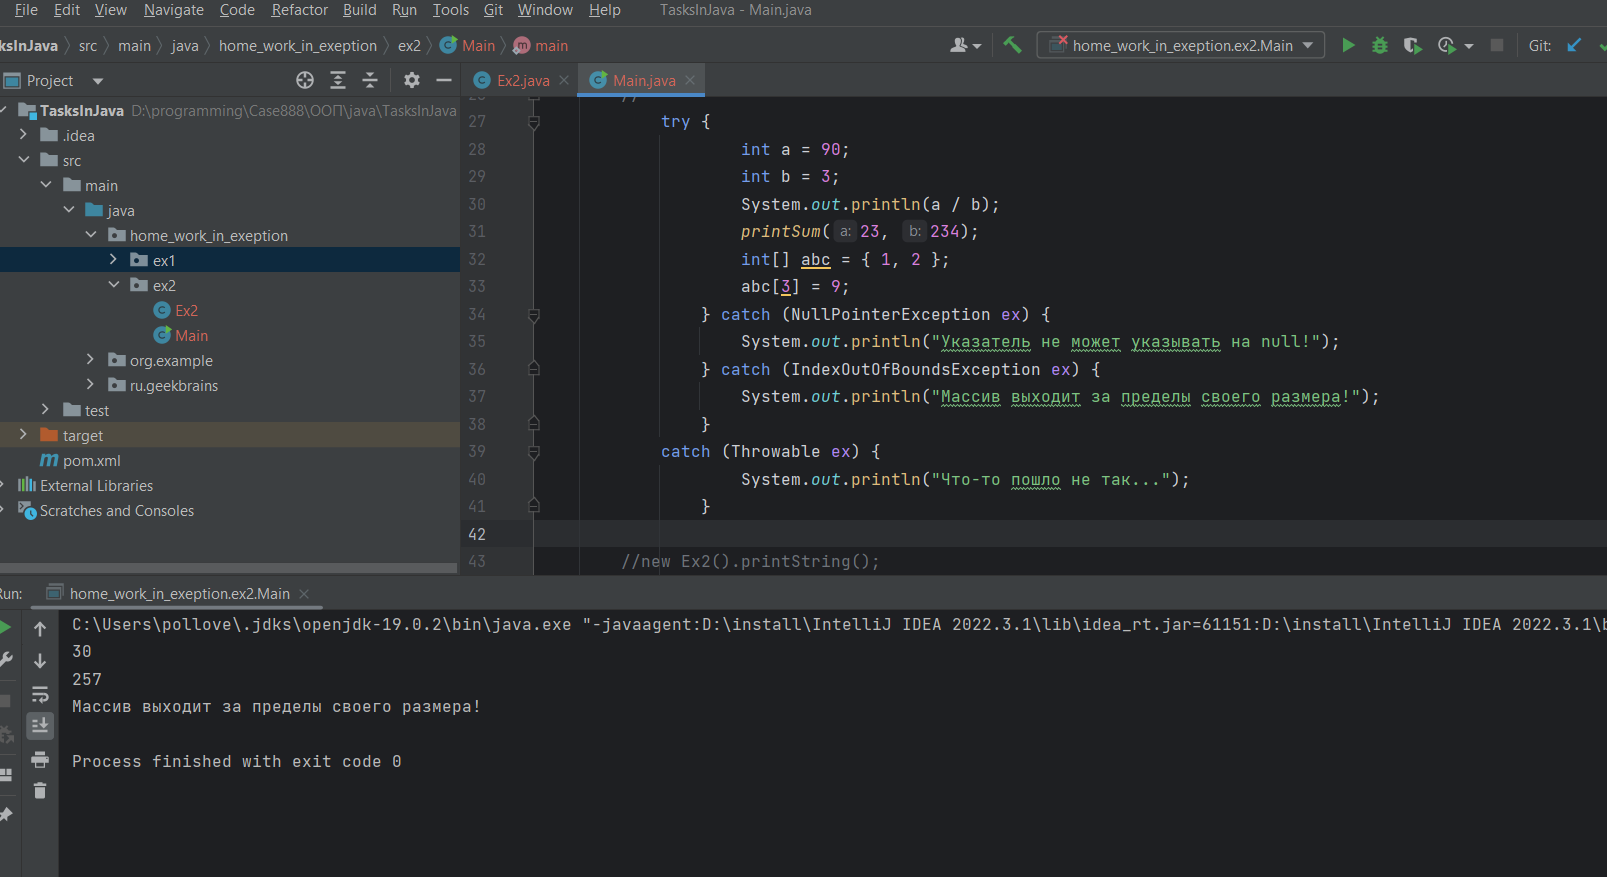 File Edit View Navigate Code Refactor Build Run Tools Git Window Help TasksInJava - Main.java
ksInJava src main java home_work_in_exeption ex2 Main main home_work_in_exeption.ex2.Main Git:
Project
Ex2.java Main.java
TasksInJava D:\programming\Case888\ООП\java\TasksInJava
.idea
src
main
java
home_work_in_exeption
ex1
ex2
Ex2
Main
org.example
ru.geekbrains
test
target
pom.xml
External Libraries
Scratches and Consoles
26 //
27 try {
28 int a = 90;
29 int b = 3;
30 System.out.println(a / b);
31 printSum( a: 23, b: 234);
32 int[] abc = { 1, 2 };
33 abc[3] = 9;
34 } catch (NullPointerException ex) {
35 System.out.println("Указатель не может указывать на null!");
36 } catch (IndexOutOfBoundsException ex) {
37 System.out.println("Массив выходит за пределы своего размера!");
38 }
39 catch (Throwable ex) {
40 System.out.println("Что-то пошло не так...");
41 }
42
43 //new Ex2().printString();
Run: home_work_in_exeption.ex2.Main
C:\Users\pollove\.jdks\openjdk-19.0.2\bin\java.exe "-javaagent:D:\install\IntelliJ IDEA 2022.3.1\lib\idea_rt.jar=61151:D:\install\IntelliJ IDEA 2022.3.1\b
30
257
Массив выходит за пределы своего размера!
Process finished with exit code 0